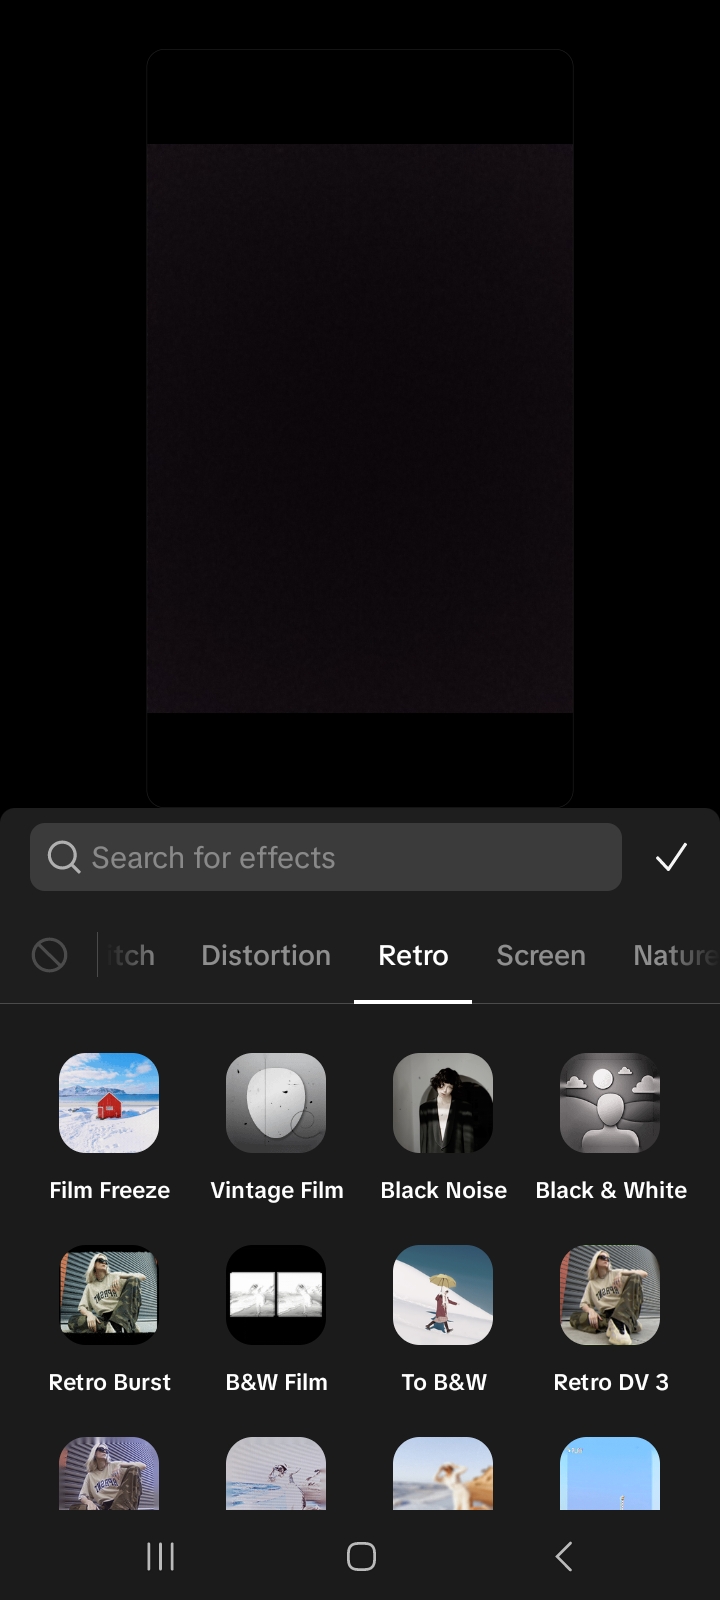 Search for effects
itch Distortion Retro Screen Nature
Film Freeze Vintage Film Black Noise Black & White
Retro Burst B&W Film To B&W Retro DV 3